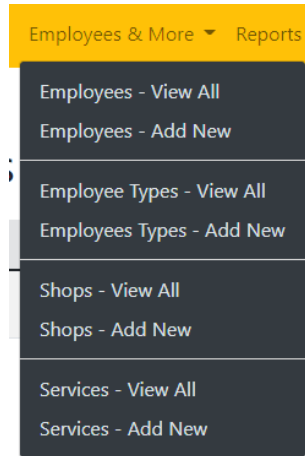 Employees & More Reports
Employees - View All
Employees - Add New
Employee Types - View All
Employees Types - Add New
Shops - View All
Shops - Add New
Services - View All
Services - Add New